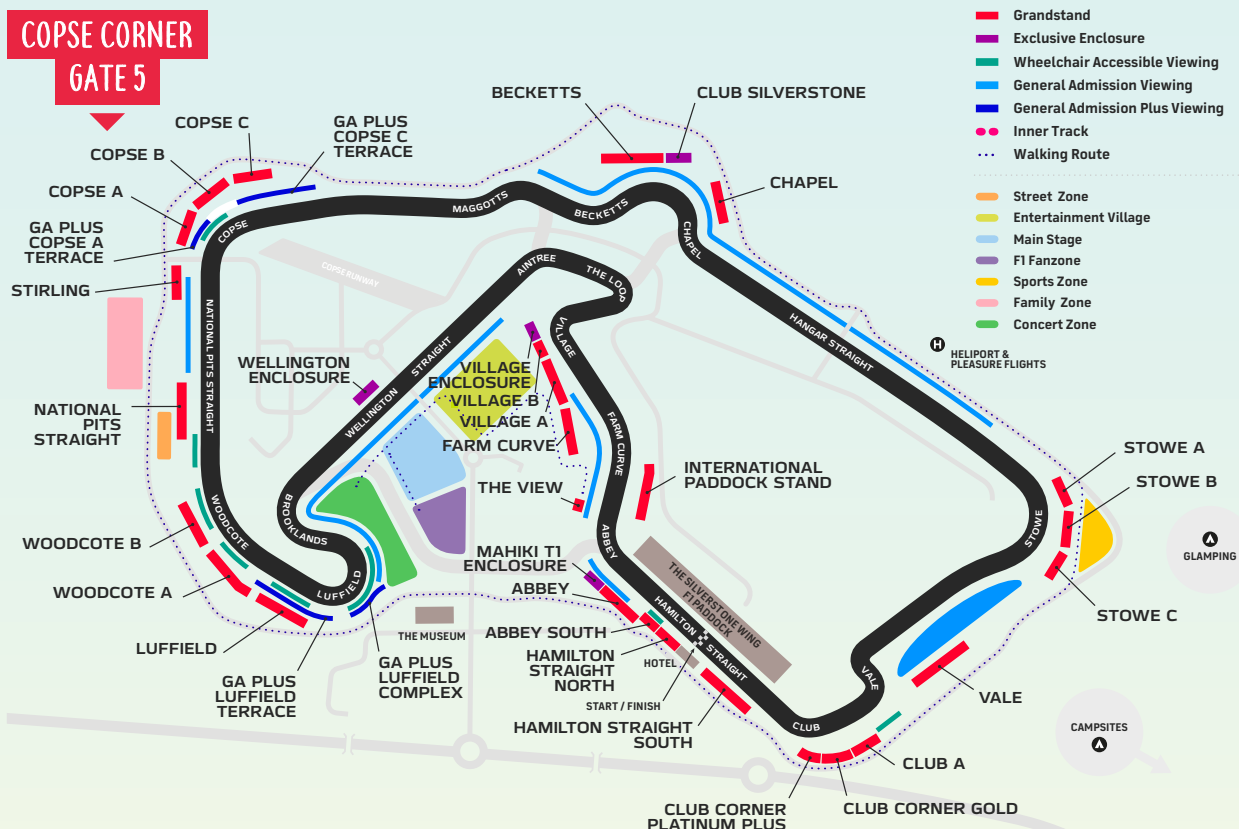 COPSE CORNER
GATE 5
Grandstand
Exclusive Enclosure
Wheelchair Accessible Viewing
General Admission Viewing
General Admission Plus Viewing
Inner Track
Walking Route
Street Zone
Entertainment Village
Main Stage
F1 Fanzone
Sports Zone
Family Zone
Concert Zone
BECKETTS
CLUB SILVERSTONE
COPSE C
GA PLUS
COPSE C
TERRACE
COPSE B
COPSE A
GA PLUS
COPSE A
TERRACE
CHAPEL
STIRLING
COPSE
MAGGOTTS
BECKETTS
CHAPEL
COPSE RUNWAY
AINTREE
THE LOOP
VILLAGE
HANGAR STRAIGHT
H
HELIPORT &
PLEASURE FLIGHTS
NATIONAL PITS STRAIGHT
WELLINGTON STRAIGHT
WELLINGTON
ENCLOSURE
VILLAGE
ENCLOSURE
VILLAGE B
VILLAGE A
FARM CURVE
FARM CURVE
NATIONAL
PITS
STRAIGHT
THE VIEW
INTERNATIONAL
PADDOCK STAND
STOWE A
STOWE B
STOWE
STOWE C
GLAMPING
WOODCOTE
BROOKLANDS
WOODCOTE B
WOODCOTE A
LUFFIELD
LUFFIELD
ABBEY
MAHIKI T1
ENCLOSURE
ABBEY
THE SILVERSTONE WING
F1 PADDOCK
HAMILTON STRAIGHT
THE MUSEUM
ABBEY SOUTH
HAMILTON
STRAIGHT
NORTH
HOTEL
GA PLUS
LUFFIELD
TERRACE
GA PLUS
LUFFIELD
COMPLEX
START / FINISH
HAMILTON STRAIGHT
SOUTH
VALE
VALE
CLUB
CAMPSITES
CLUB A
CLUB CORNER GOLD
CLUB CORNER
PLATINUM PLUS